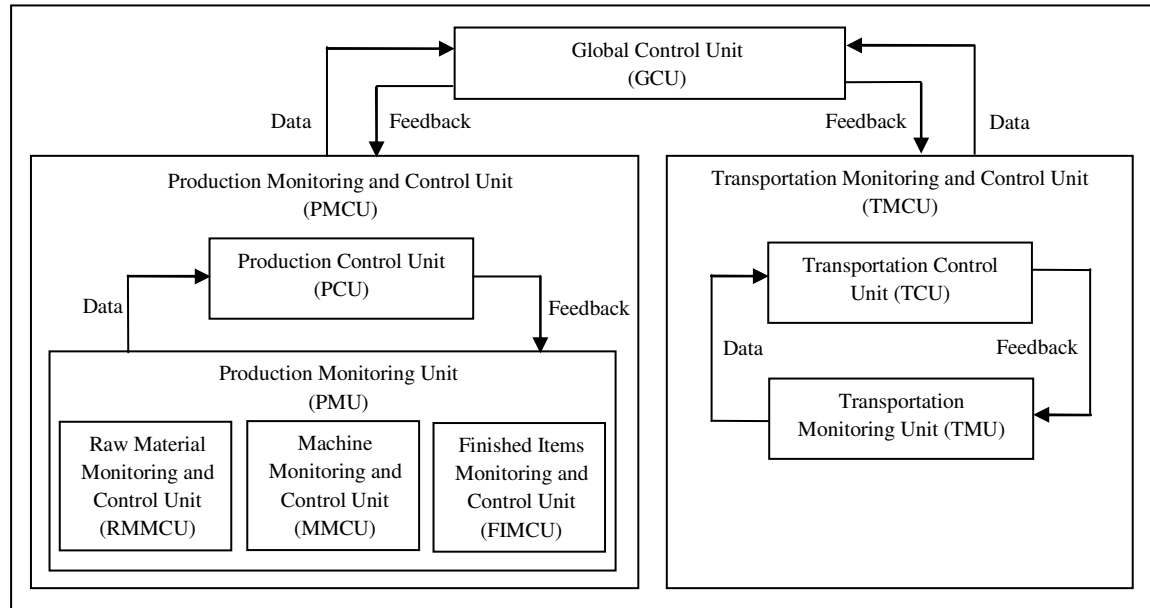 Global Control Unit
(GCU)
Data
Feedback
Feedback
Data
Production Monitoring and Control Unit
(PMCU)
Production Control Unit
(PCU)
Data
Feedback
Production Monitoring Unit
(PMU)
Raw Material
Monitoring and
Control Unit
(RMMCU)
Machine
Monitoring and
Control Unit
(MMCU)
Finished Items
Monitoring and
Control Unit
(FIMCU)
Transportation Monitoring and Control Unit
(TMCU)
Transportation Control
Unit (TCU)
Data
Feedback
Transportation
Monitoring Unit (TMU)